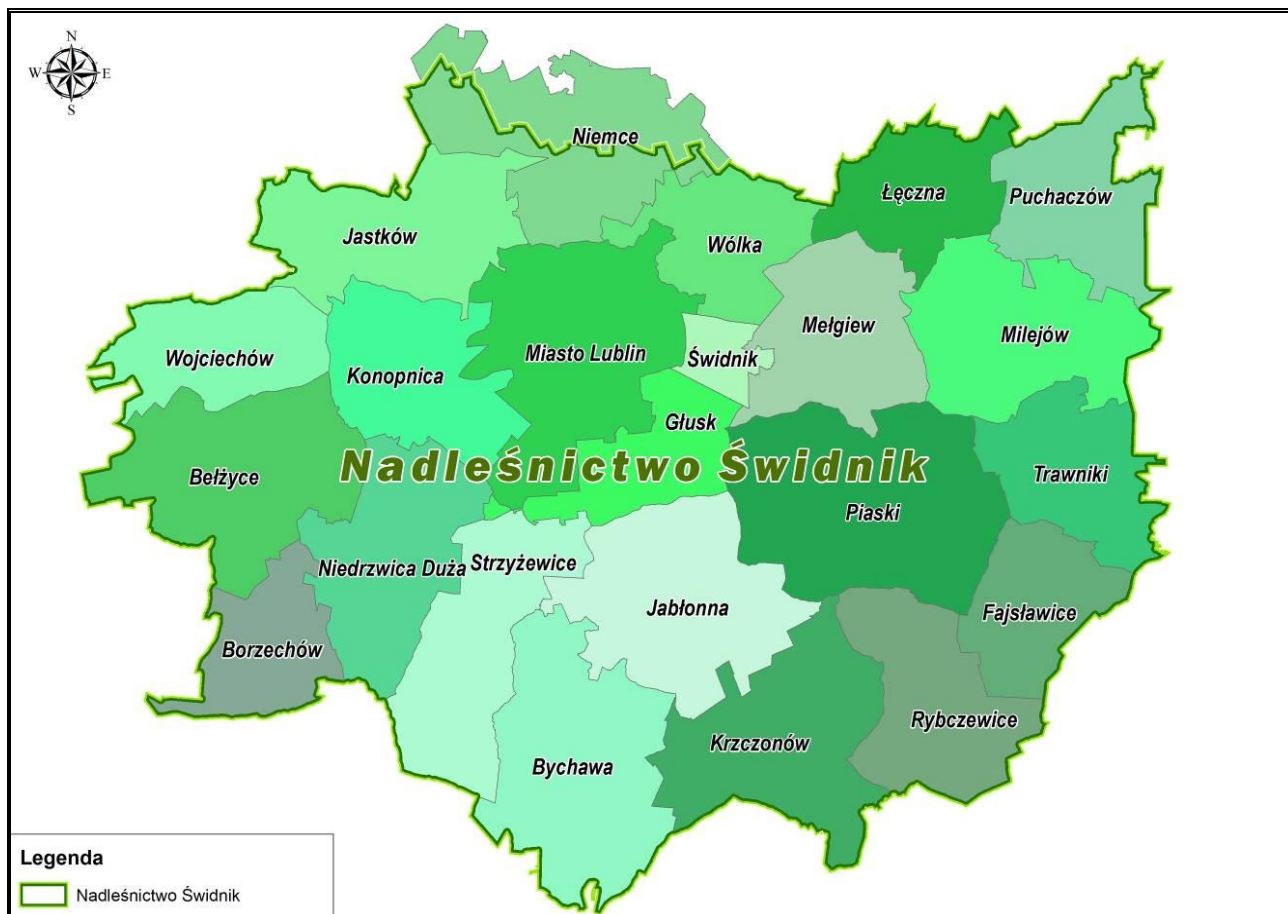 N
W
E
S
Niemce
Łęczna
Puchaczów
Jastków
Wólka
Mełgiew
Milejów
Wojciechów
Konopnica
Miasto Lublin
Świdnik
Głusk
Nadleśnictwo Świdnik
Bełżyce
Trawniki
Piaski
Niedrzwica Duża
Strzyżewice
Jabłonna
Fajsławice
Borzechów
Rybczewice
Krzczonów
Bychawa
Legenda
Nadleśnictwo Świdnik